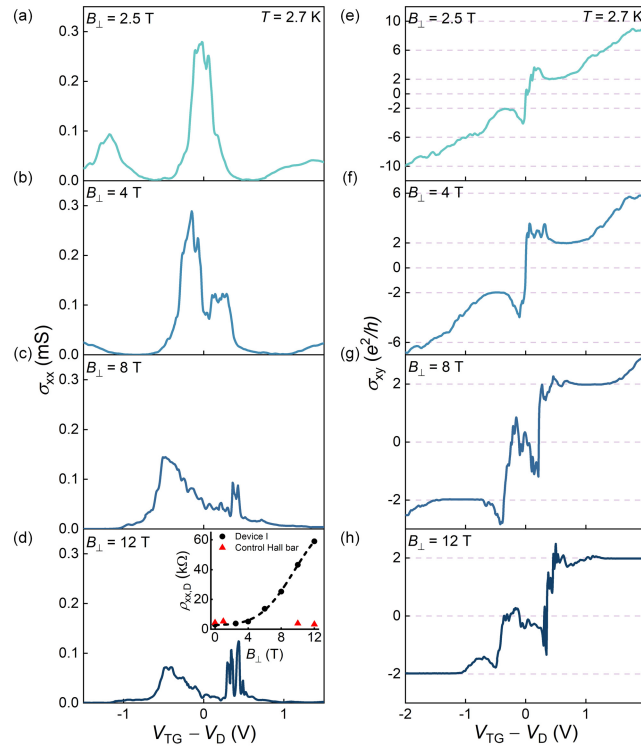 (a)
B⊥ = 2.5 T
T = 2.7 K
0.3
0.2
0.1
0.0
(b)
B⊥ = 4 T
0.3
0.2
0.1
0.0
(c)
B⊥ = 8 T
0.3
0.2
0.1
0.0
(d)
B⊥ = 12 T
0.3
0.2
0.1
0.0
σxx (mS)
-1
0
1
VTG − VD (V)
60
40
20
0
ρxx,D (kΩ)
Device I
Control Hall bar
0
4
8
12
B⊥ (T)
(e)
B⊥ = 2.5 T
T = 2.7 K
10
6
2
0
-2
-6
-10
(f)
B⊥ = 4 T
6
2
0
-2
-6
(g)
B⊥ = 8 T
2
0
-2
(h)
B⊥ = 12 T
2
0
-2
σxy (e²/h)
-2
-1
0
1
2
VTG − VD (V)